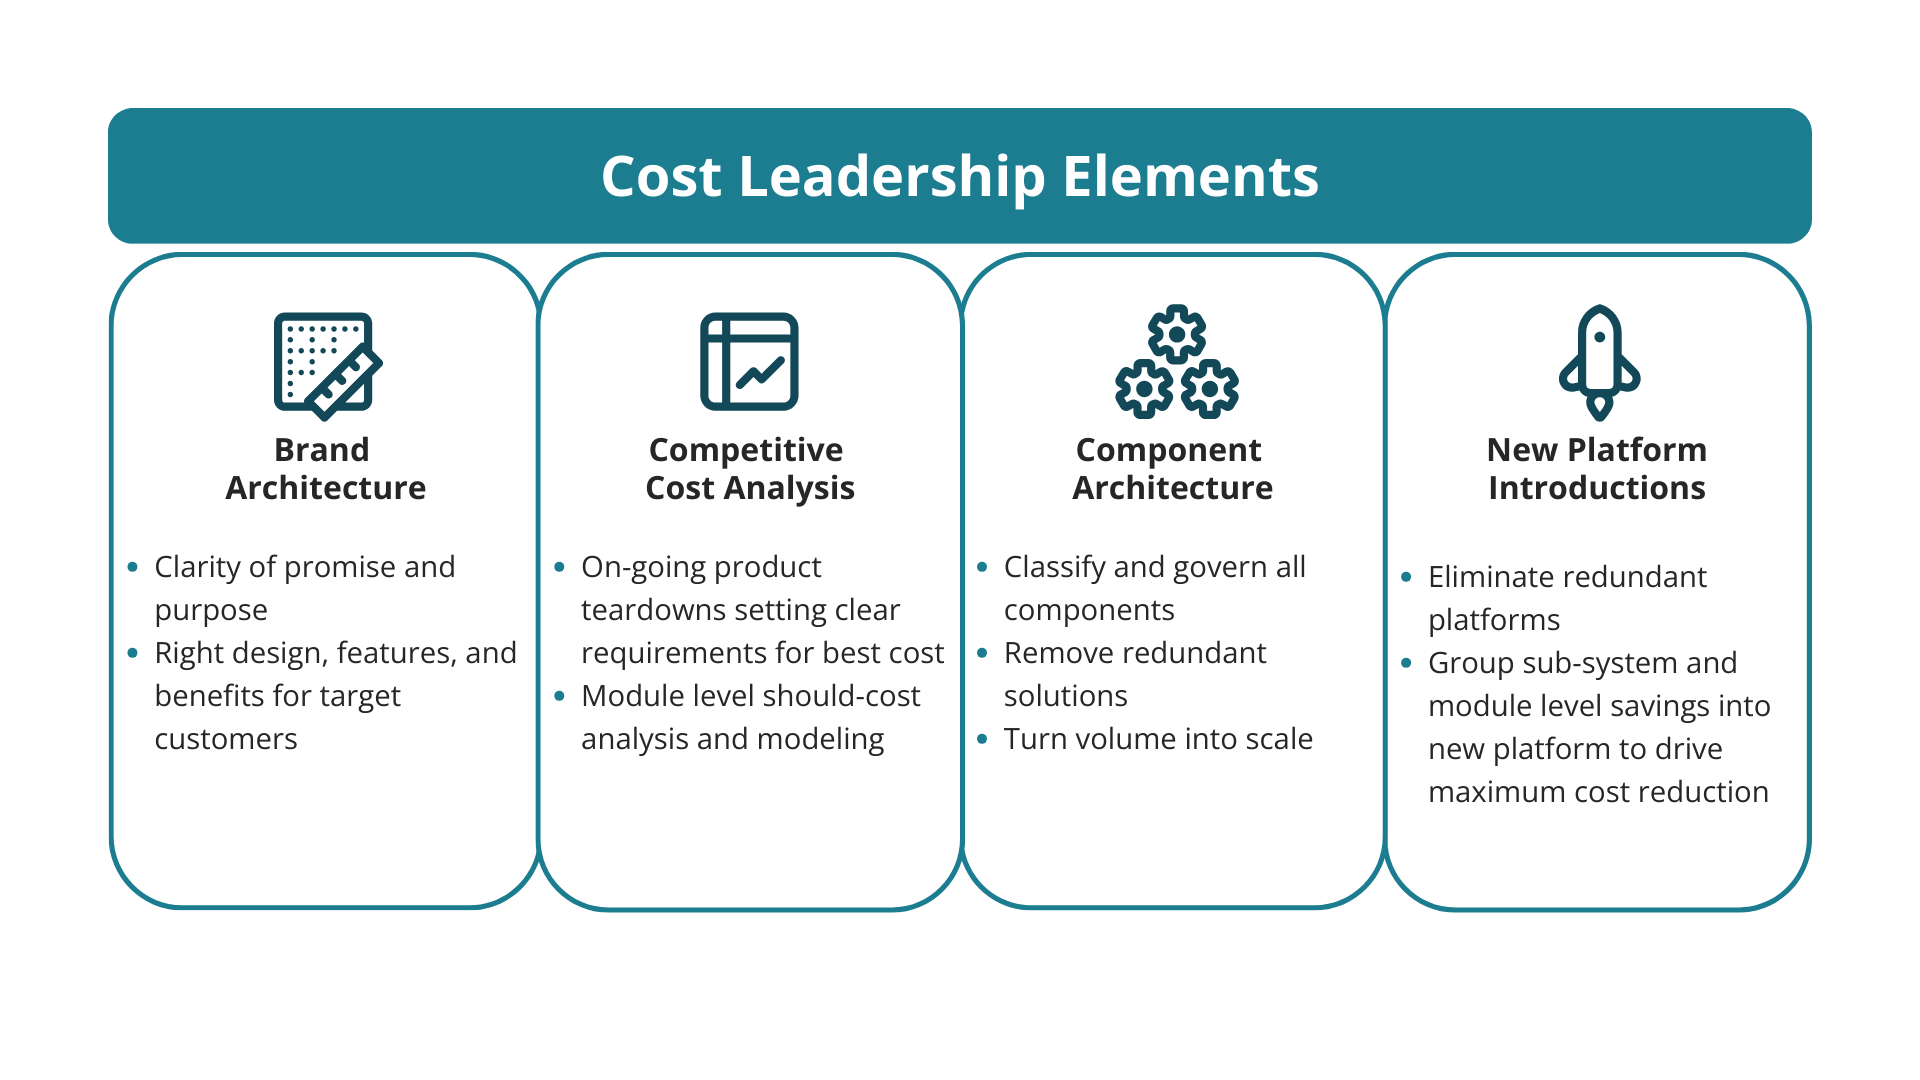 Cost Leadership Elements
Brand
Architecture
• Clarity of promise and
purpose
• Right design, features, and
benefits for target
customers
Competitive
Cost Analysis
• On-going product
teardowns setting clear
requirements for best cost
• Module level should-cost
analysis and modeling
Component
Architecture
• Classify and govern all
components
• Remove redundant
solutions
• Turn volume into scale
New Platform
Introductions
• Eliminate redundant
platforms
• Group sub-system and
module level savings into
new platform to drive
maximum cost reduction